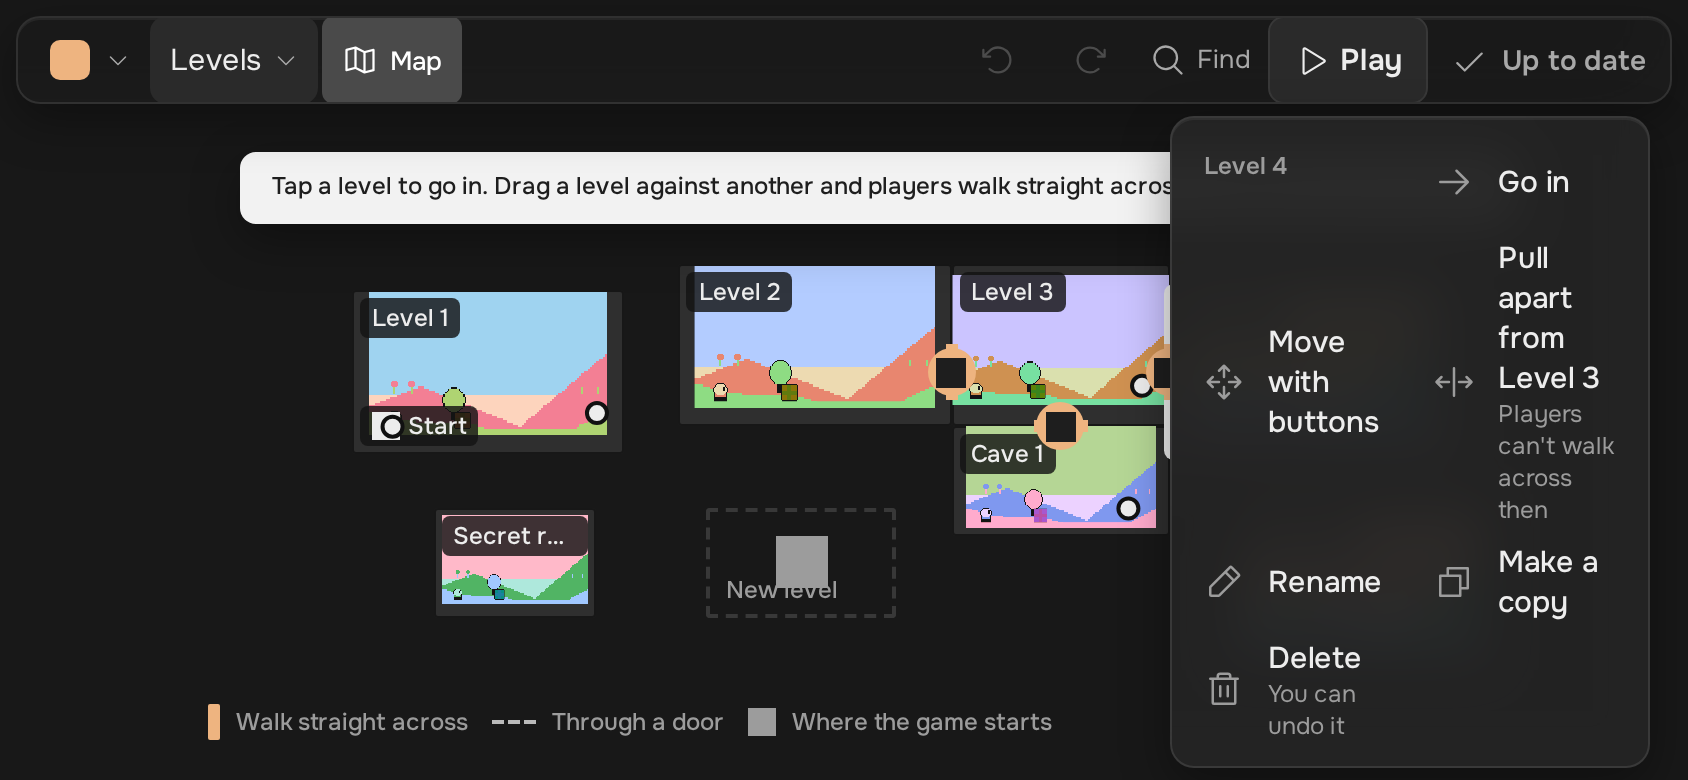 Levels
Map
Find
Play
Up to date
Tap a level to go in. Drag a level against another and players walk straight acros
Level 4
Go in
Move
with
buttons
Pull
apart
from
Level 3
Players
can't walk
across
then
Rename
Make a
copy
Delete
You can
undo it
Level 1
Start
Level 2
Level 3
Cave 1
Secret r...
New level
Walk straight across
Through a door
Where the game starts